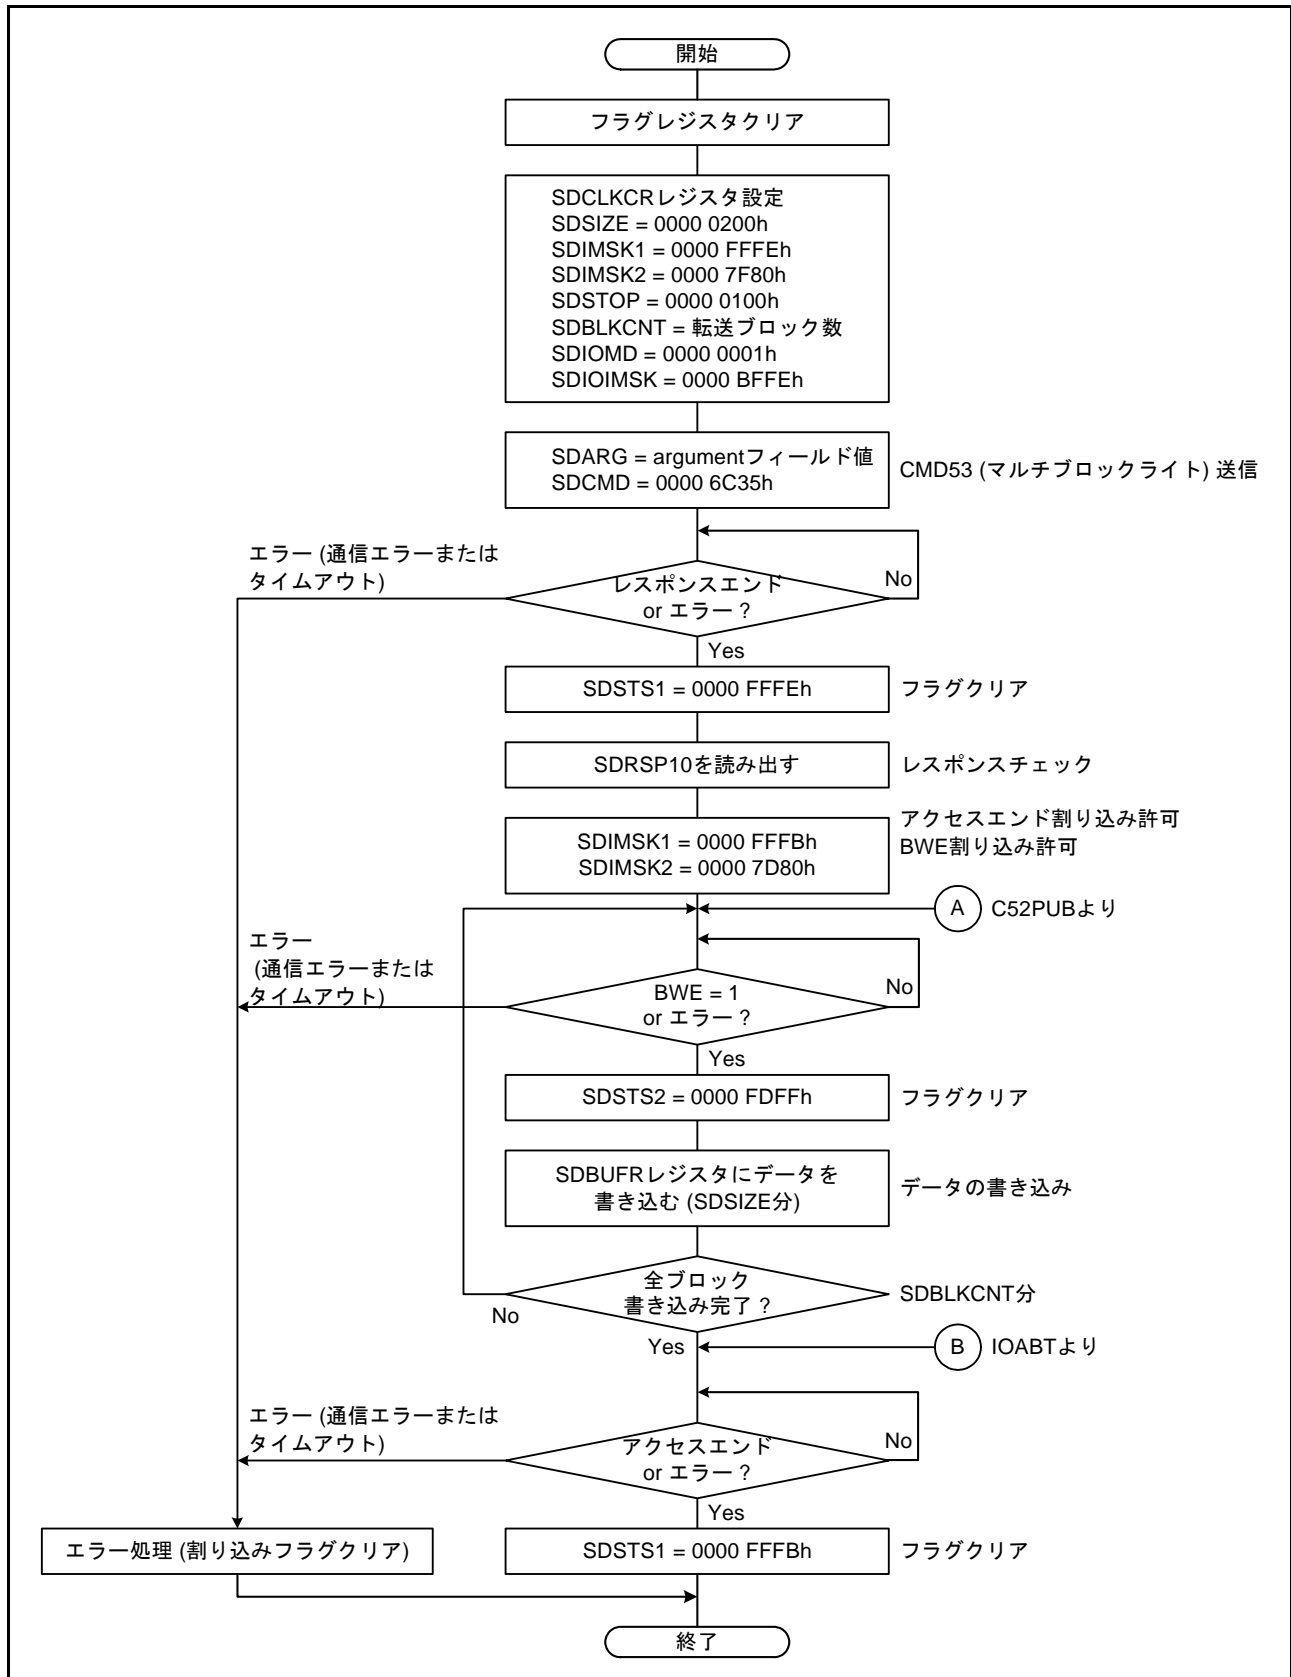 開始
フラグレジスタクリア
SDCLKCRレジスタ設定
SDSIZE = 0000 0200h
SDIMSK1 = 0000 FFFEh
SDIMSK2 = 0000 7F80h
SDSTOP = 0000 0100h
SDBLKCNT = 転送ブロック数
SDIOMD = 0000 0001h
SDIOIMSK = 0000 BFFEh
SDARG = argumentフィールド値
SDCMD = 0000 6C35h
CMD53 (マルチブロックライト) 送信
エラー (通信エラーまたは
タイムアウト)
レスポンスエンド
or エラー ?
No
Yes
SDSTS1 = 0000 FFFEh
フラグクリア
SDRSP10を読み出す
レスポンスチェック
SDIMSK1 = 0000 FFFBh
SDIMSK2 = 0000 7D80h
アクセスエンド割り込み許可
BWE割り込み許可
A
C52PUBより
エラー
(通信エラーまたは
タイムアウト)
BWE = 1
or エラー ?
No
Yes
SDSTS2 = 0000 FDFFh
フラグクリア
SDBUFRレジスタにデータを
書き込む (SDSIZE分)
データの書き込み
全ブロック
書き込み完了 ?
SDBLKCNT分
No
Yes
B
IOABTより
エラー (通信エラーまたは
タイムアウト)
アクセスエンド
or エラー ?
No
Yes
エラー処理 (割り込みフラグクリア)
SDSTS1 = 0000 FFFBh
フラグクリア
終了